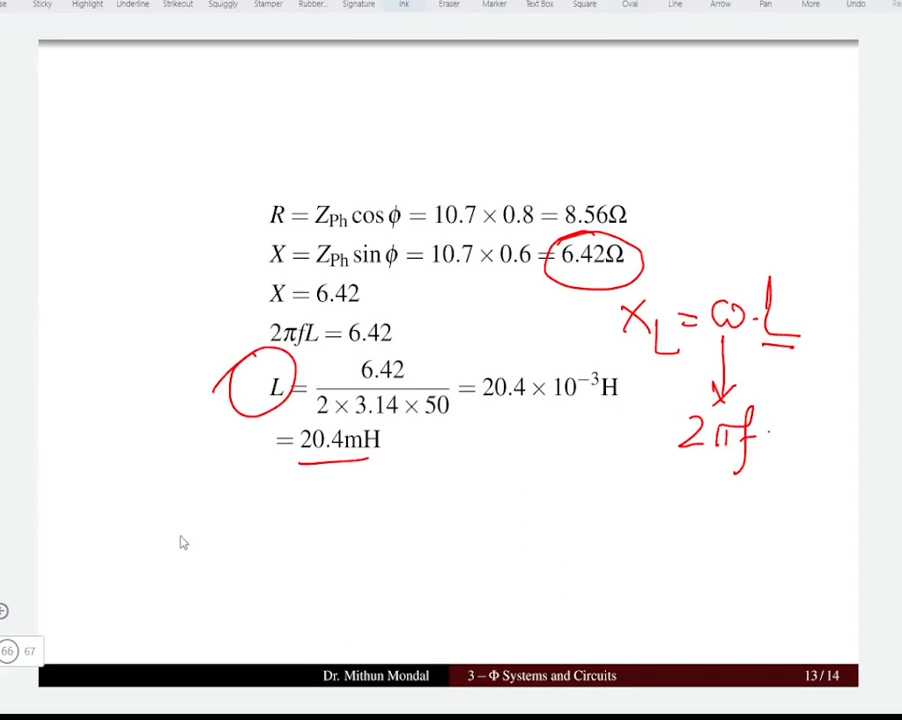 Sticky Highlight Underline Strikeout Squiggly Stamper Rubber... Signature Ink Eraser Marker Text Box Square Oval Line Arrow Pan More Undo
R = Z_Ph cos ϕ = 10.7 × 0.8 = 8.56Ω
X = Z_Ph sin ϕ = 10.7 × 0.6 = 6.42Ω
X = 6.42
X_L = ω.L
2πfL = 6.42
L = 6.42 / (2 × 3.14 × 50) = 20.4 × 10⁻³H
2πf
= 20.4mH
66 67
Dr. Mithun Mondal 3 – Φ Systems and Circuits 13 / 14